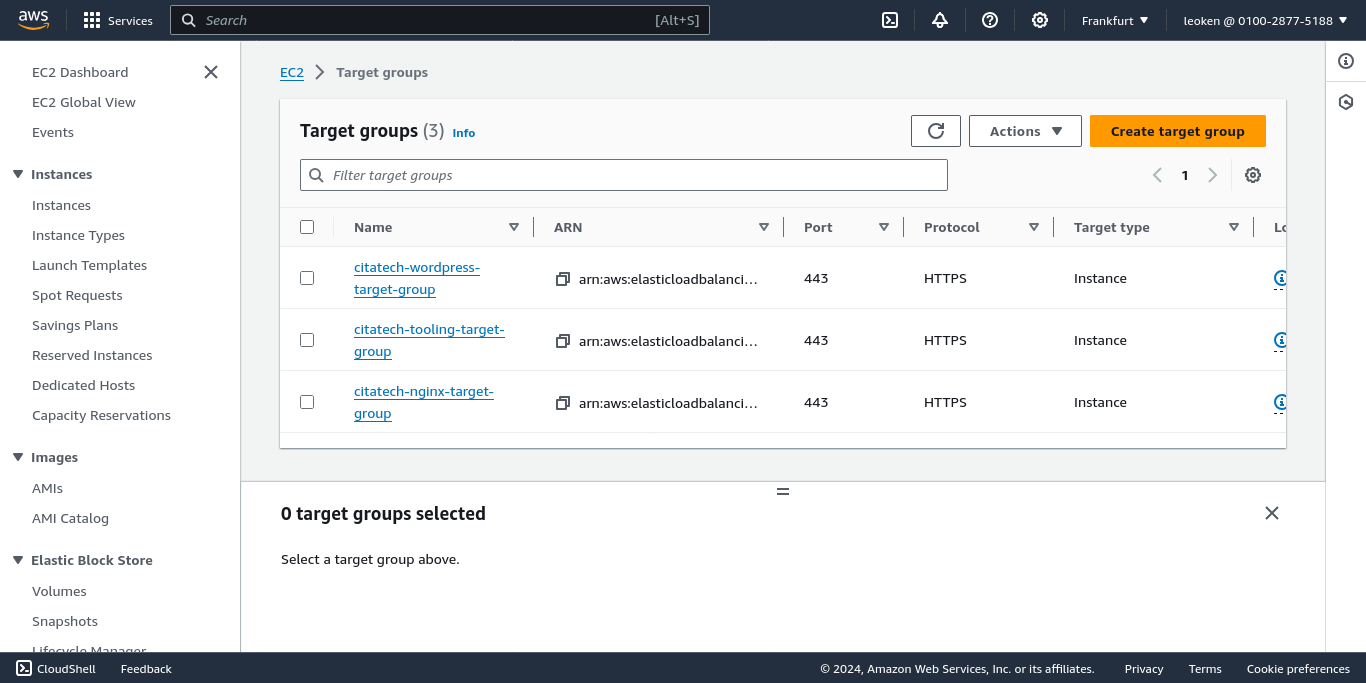 aws
Services
Search
[Alt+S]
Frankfurt
leoken @ 0100-2877-5188
EC2 Dashboard
EC2 Global View
Events
Instances
Instances
Instance Types
Launch Templates
Spot Requests
Savings Plans
Reserved Instances
Dedicated Hosts
Capacity Reservations
Images
AMIs
AMI Catalog
Elastic Block Store
Volumes
Snapshots
Lifecycle Manager
EC2
Target groups
Target groups (3) Info
Actions
Create target group
Filter target groups
1
Name ARN Port Protocol Target type
citatech-wordpress-
target-group
arn:aws:elasticloadbalanci… 443 HTTPS Instance
citatech-tooling-target-
group
arn:aws:elasticloadbalanci… 443 HTTPS Instance
citatech-nginx-target-
group
arn:aws:elasticloadbalanci… 443 HTTPS Instance
0 target groups selected
Select a target group above.
CloudShell
Feedback
© 2024, Amazon Web Services, Inc. or its affiliates.
Privacy
Terms
Cookie preferences